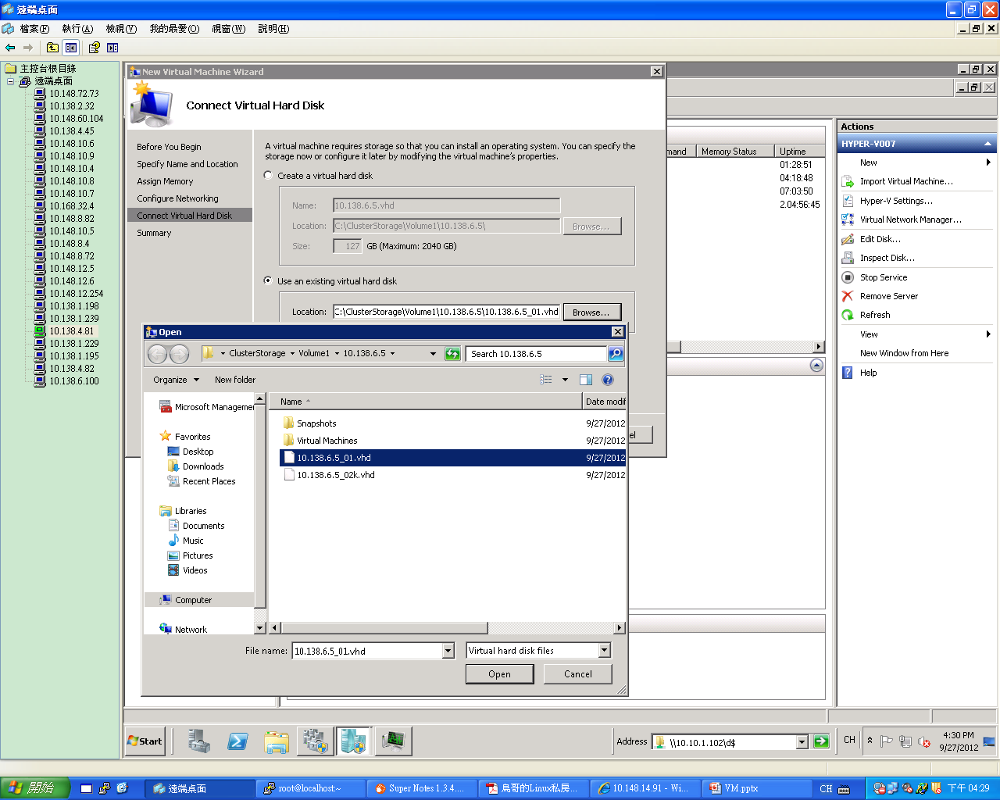 遠端桌面
檔案(F) 執行(A) 檢視(V) 我的最愛(O) 視窗(W) 說明(H)
主控台根目錄
遠端桌面
10.148.72.73
10.138.2.32
10.148.60.104
10.138.4.45
10.148.10.6
10.148.10.9
10.148.10.4
10.148.10.8
10.148.10.7
10.168.32.4
10.148.8.82
10.148.10.5
10.148.8.4
10.148.8.72
10.148.12.5
10.148.12.6
10.148.12.254
10.138.1.198
10.138.1.239
10.138.4.81
10.138.1.229
10.138.1.195
10.138.4.82
10.138.6.100
New Virtual Machine Wizard
Connect Virtual Hard Disk
Before You Begin
Specify Name and Location
Assign Memory
Configure Networking
Connect Virtual Hard Disk
Summary
A virtual machine requires storage so that you can install an operating system. You can specify the
storage now or configure it later by modifying the virtual machine's properties.
Create a virtual hard disk
Name: 10.138.6.5.vhd
Location: C:\ClusterStorage\Volume1\10.138.6.5\ Browse...
Size: 127 GB (Maximum: 2040 GB)
Use an existing virtual hard disk
Location: C:\ClusterStorage\Volume1\10.138.6.5\10.138.6.5_01.vhd Browse...
Open
ClusterStorage Volume1 10.138.6.5 Search 10.138.6.5
Organize New folder
Microsoft Manageme
Favorites
Desktop
Downloads
Recent Places
Libraries
Documents
Music
Pictures
Videos
Computer
Network
Name Date modif
Snapshots 9/27/2012
Virtual Machines 9/27/2012
10.138.6.5_01.vhd 9/27/2012
10.138.6.5_02k.vhd 9/27/2012
File name: 10.138.6.5_01.vhd Virtual hard disk files
Open Cancel
el
mand Memory Status Uptime
01:28:51
04:18:48
07:03:50
2.04:56:45
Actions
HYPER-V007
New
Import Virtual Machine...
Hyper-V Settings...
Virtual Network Manager...
Edit Disk...
Inspect Disk...
Stop Service
Remove Server
Refresh
View
New Window from Here
Help
Start Address \\10.10.1.102\d$ CH 4:30 PM
9/27/2012
開始 遠端桌面 root@localhost:~ Super Notes 1.3.4.... 鳥哥的Linux私房... 10.148.14.91 - Wi... VM.pptx CH 下午 04:29